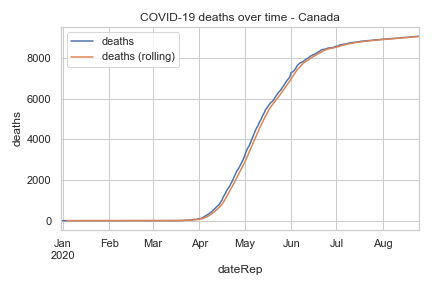 COVID-19 deaths over time - Canada
deaths
deaths (rolling)
8000
6000
4000
2000
0
deaths
Jan Feb Mar Apr May Jun Jul Aug
2020
dateRep